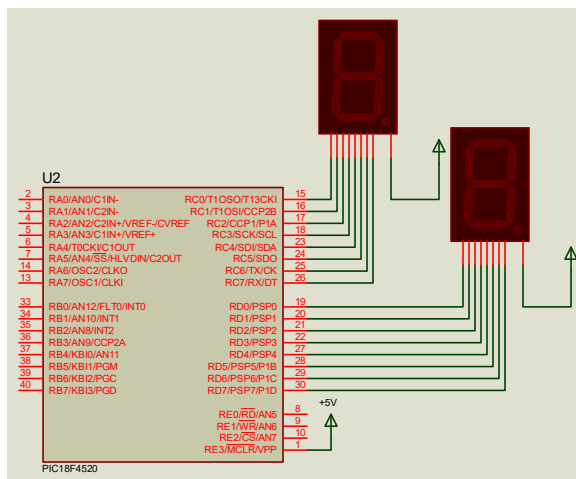 U2
2 RA0/AN0/C1IN- RC0/T1OSO/T13CKI 15
3 RA1/AN1/C2IN- RC1/T1OSI/CCP2B 16
4 RA2/AN2/C2IN+/VREF-/CVREF RC2/CCP1/P1A 17
5 RA3/AN3/C1IN+/VREF+ RC3/SCK/SCL 18
6 RA4/T0CKI/C1OUT RC4/SDI/SDA 23
7 RA5/AN4/SS/HLVDIN/C2OUT RC5/SDO 24
14 RA6/OSC2/CLKO RC6/TX/CK 25
13 RA7/OSC1/CLKI RC7/RX/DT 26
33 RB0/AN12/FLT0/INT0 RD0/PSP0 19
34 RB1/AN10/INT1 RD1/PSP1 20
35 RB2/AN8/INT2 RD2/PSP2 21
36 RB3/AN9/CCP2A RD3/PSP3 22
37 RB4/KBI0/AN11 RD4/PSP4 27
38 RB5/KBI1/PGM RD5/PSP5/P1B 28
39 RB6/KBI2/PGC RD6/PSP6/P1C 29
40 RB7/KBI3/PGD RD7/PSP7/P1D 30
+5V
RE0/RD/AN5 8
RE1/WR/AN6 9
RE2/CS/AN7 10
RE3/MCLR/VPP 1
PIC18F4520